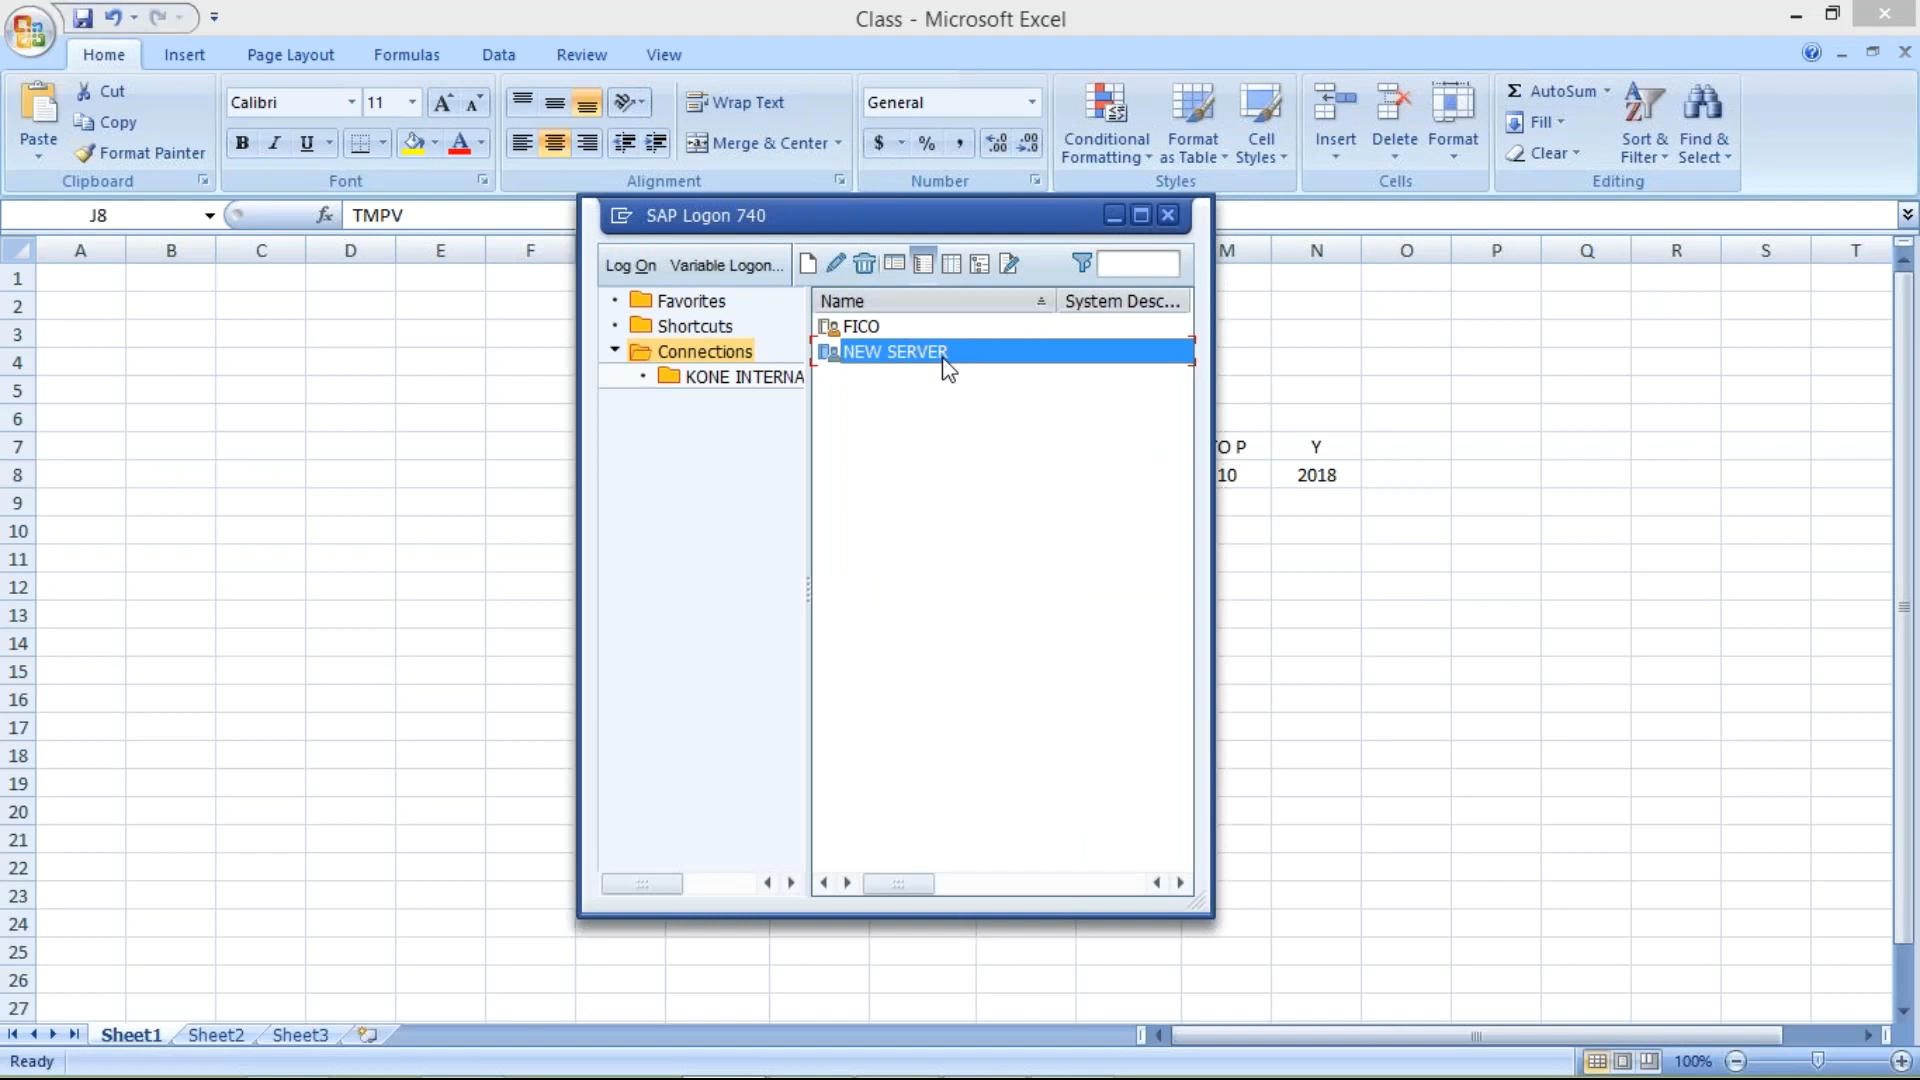 Class - Microsoft Excel
Home Insert Page Layout Formulas Data Review View
Paste
Cut
Copy
Format Painter
Clipboard
Calibri 11
B I U
Font
Wrap Text
Merge & Center
Alignment
General
$ % ,
Number
Conditional Formatting
Format as Table
Cell Styles
Styles
Insert Delete Format
Cells
AutoSum
Fill
Clear
Sort & Filter
Find & Select
Editing
J8 fx TMPV
A B C D E F M N O P Q R S T
SAP Logon 740
Log On Variable Logon...
Favorites
Shortcuts
Connections
KONE INTERNA
Name System Desc...
FICO
NEW SERVER
1
2
3
4
5
6
7 O P Y
8 10 2018
9
10
11
12
13
14
15
16
17
18
19
20
21
22
23
24
25
26
27
Sheet1 Sheet2 Sheet3
Ready 100%